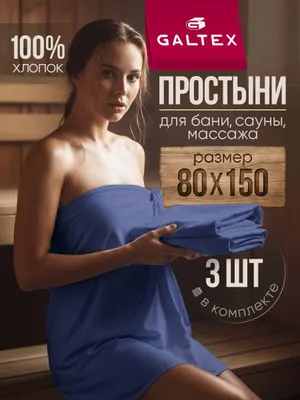 GALTEX
100%
ХЛОПОК
ПРОСТЫНИ
для бани, сауны,
массажа
размер
80х150
3 ШТ
в комплекте